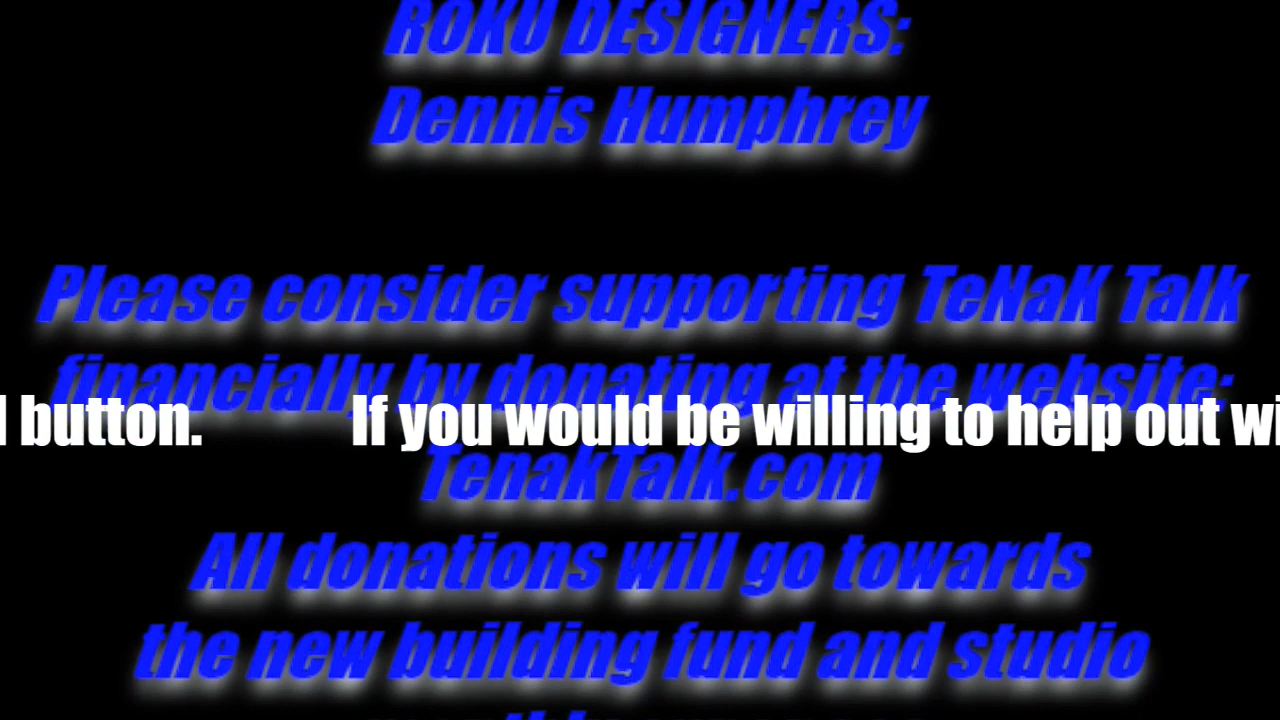 ROKU DESIGNERS:
Dennis Humphrey
Please consider supporting TeNaK Talk
financially by donating at the website:
button. If you would be willing to help out
TenakTalk.com
All donations will go towards
the new building fund and studio